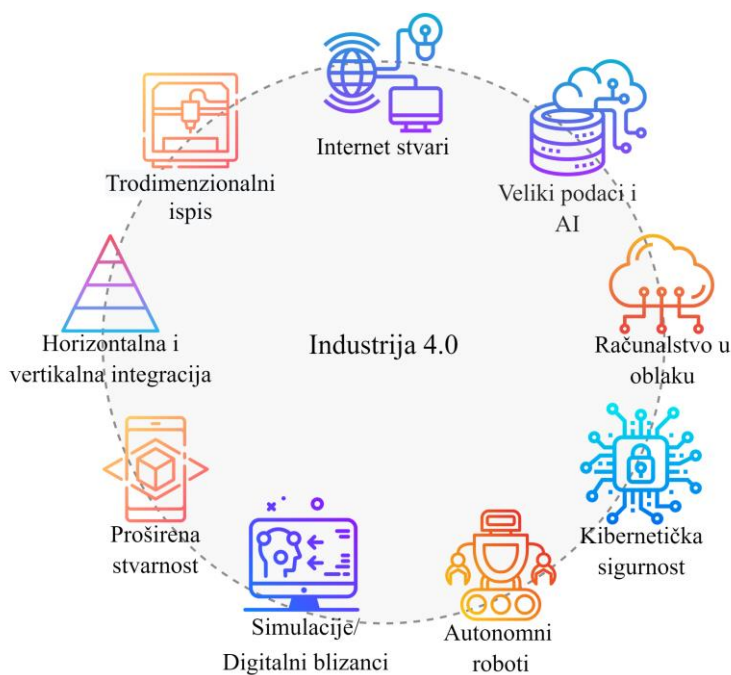 Internet stvari
Veliki podaci i
AI
Računalstvo u
oblaku
Kibernetička
sigurnost
Autonomni
roboti
Simulacije/
Digitalni blizanci
Proširena
stvarnost
Horizontalna i
vertikalna integracija
Trodimenzionalni
ispis
Industrija 4.0